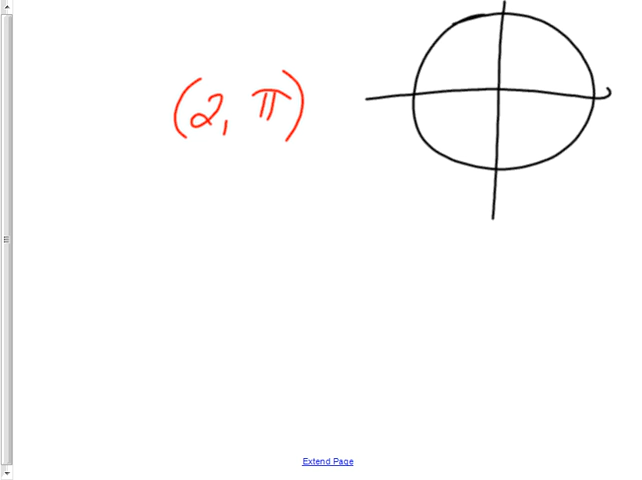 (2, π)
Extend Page